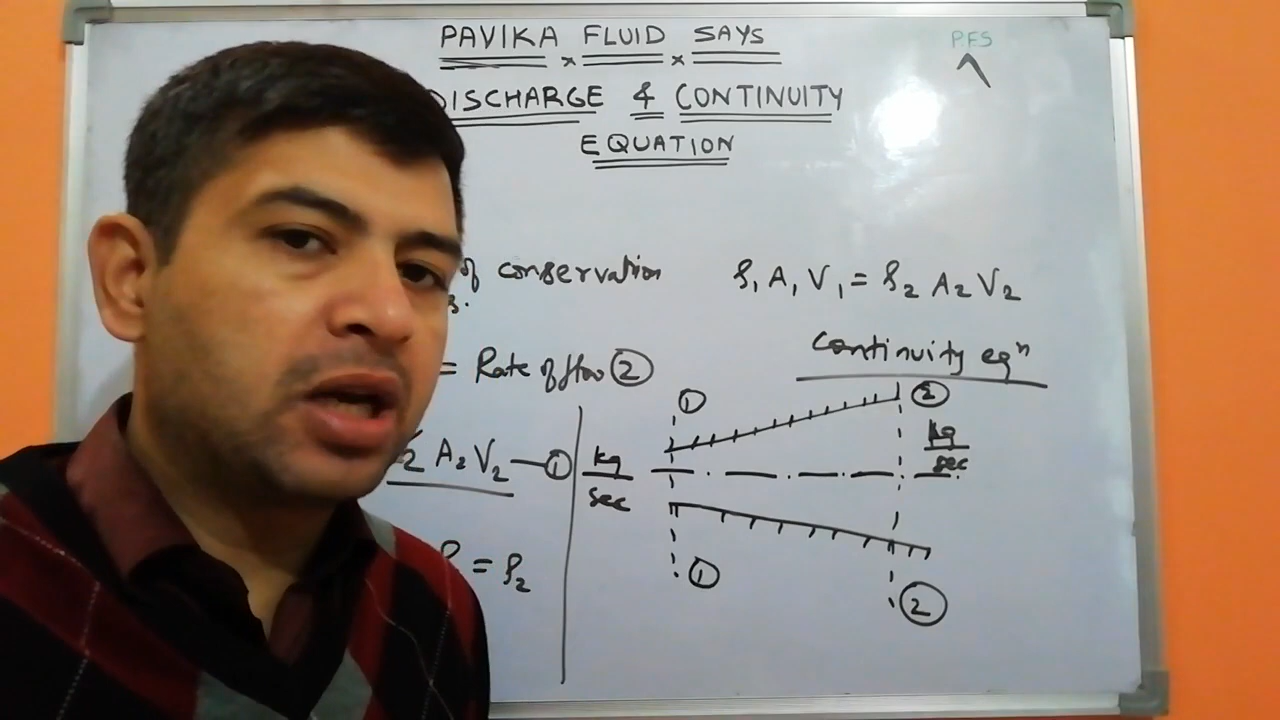 PAVIKA FLUID SAYS
P.F.S
DISCHARGE & CONTINUITY
EQUATION
of conservation
ρ₁ A₁ V₁ = ρ₂ A₂ V₂
Continuity eqⁿ
= Rate of flow ②
① ②
A₂ V₂ — ①
kg/sec
kg/sec
= ρ₂
① ②